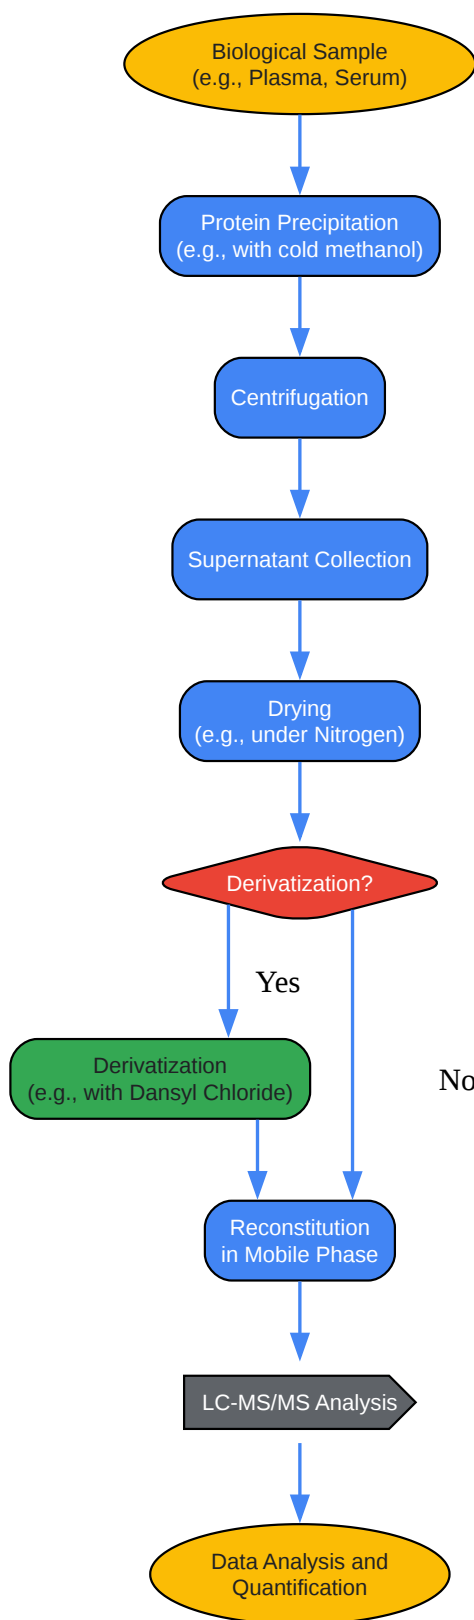 Biological Sample
(e.g., Plasma, Serum)
Protein Precipitation
(e.g., with cold methanol)
Centrifugation
Supernatant Collection
Drying
(e.g., under Nitrogen)
Derivatization?
Yes
Derivatization
(e.g., with Dansyl Chloride)
No
Reconstitution
in Mobile Phase
LC-MS/MS Analysis
Data Analysis and
Quantification